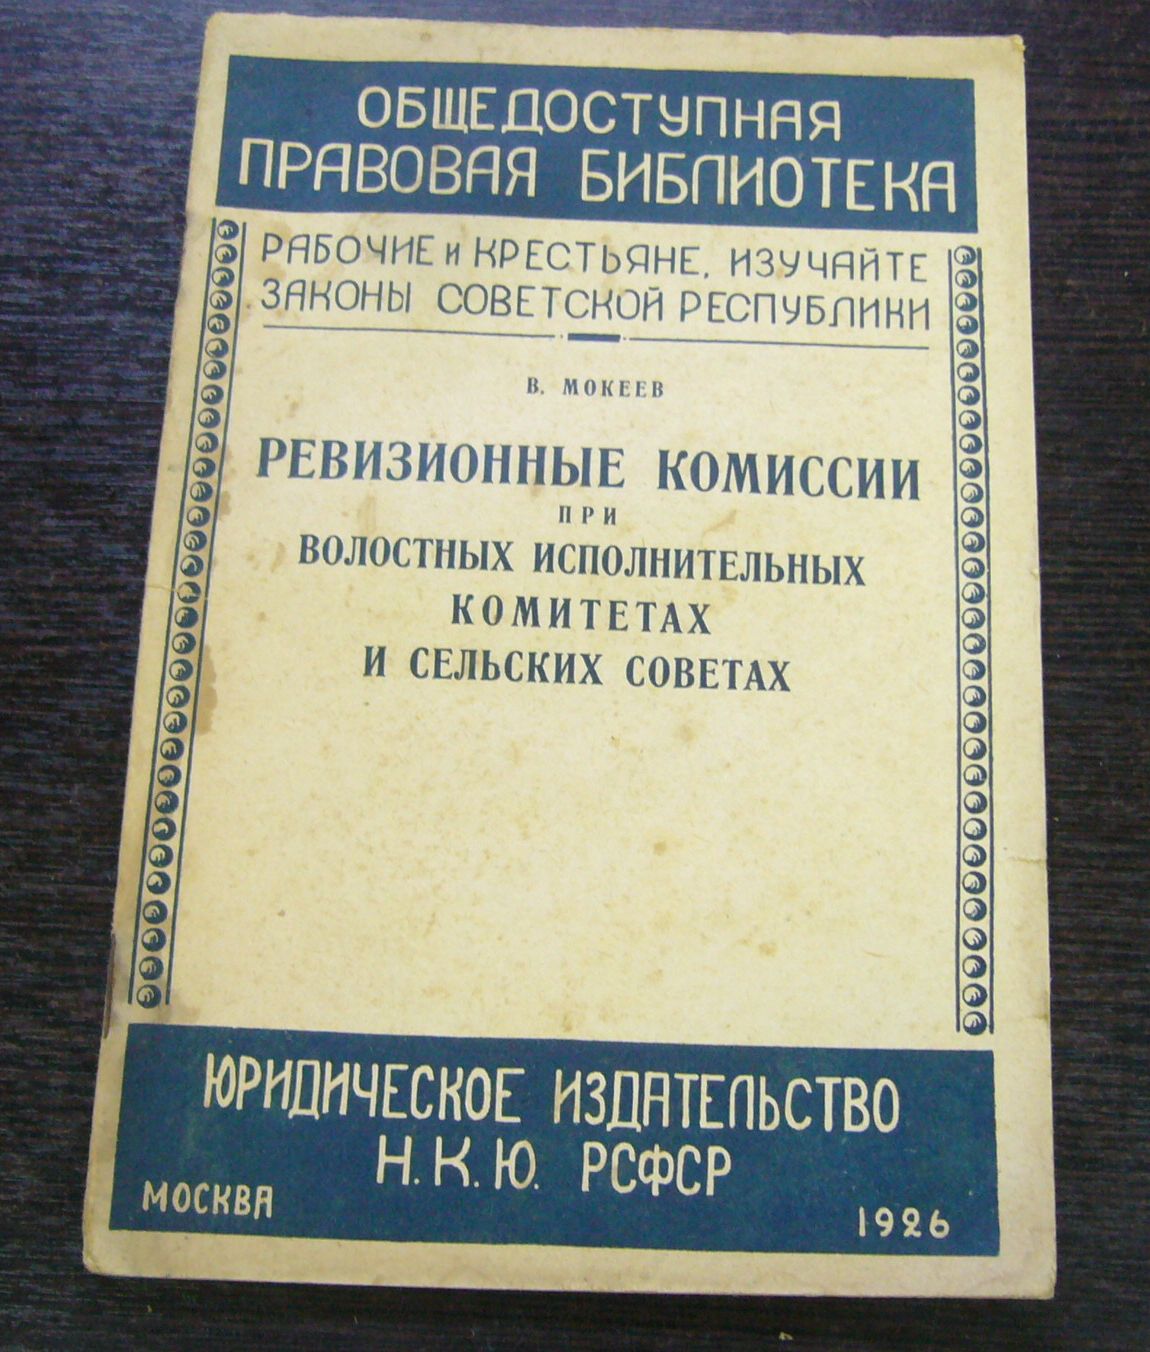 ОБЩЕДОСТУПНАЯ
ПРАВОВАЯ БИБЛИОТЕКА
РАБОЧИЕ и КРЕСТЬЯНЕ, ИЗУЧАЙТЕ
ЗАКОНЫ СОВЕТСКОЙ РЕСПУБЛИКИ
В. МОКЕЕВ
РЕВИЗИОННЫЕ КОМИССИИ
ПРИ
ВОЛОСТНЫХ ИСПОЛНИТЕЛЬНЫХ
КОМИТЕТАХ
И СЕЛЬСКИХ СОВЕТАХ
ЮРИДИЧЕСКОЕ ИЗДАТЕЛЬСТВО
Н.К.Ю. РСФСР
МОСКВА
1926